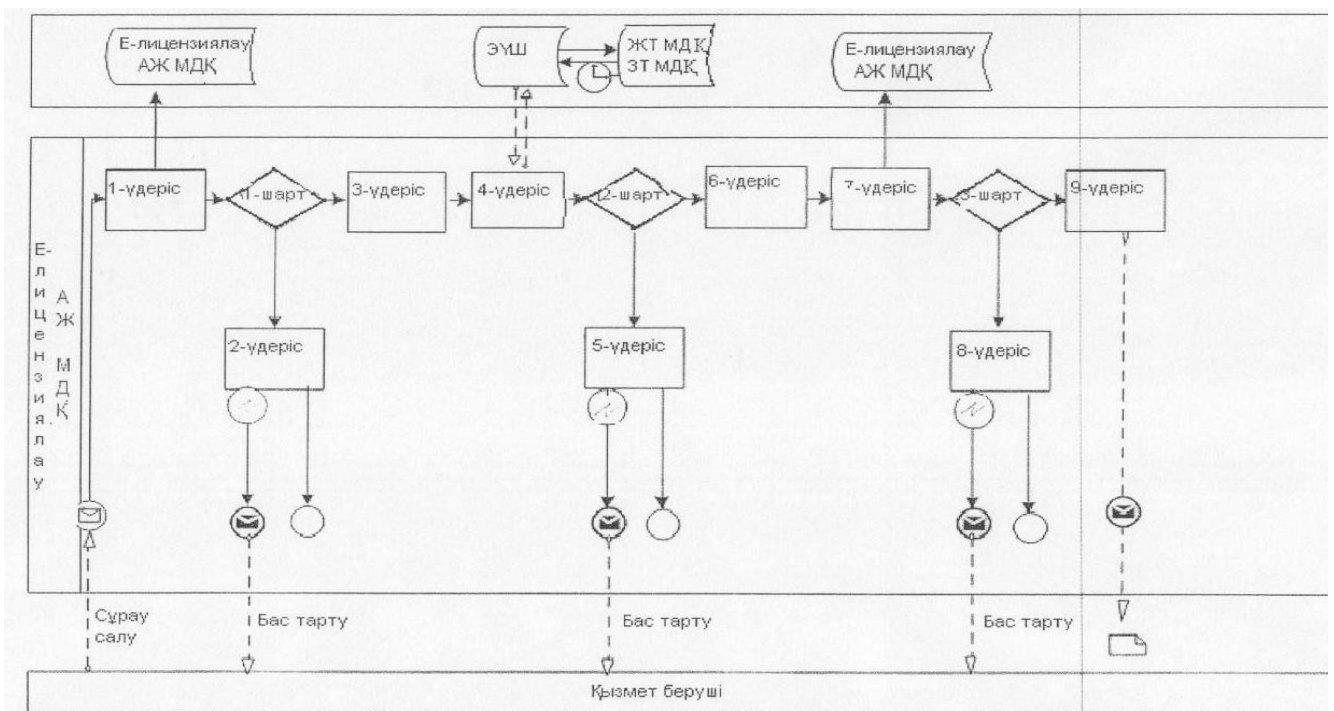 Е-лицензиялау
АЖ МДҚ
ЭҮШ
ЖТ МДҚ
ЗТ МДҚ
Е-лицензиялау
АЖ МДҚ
Е-лицензиялау
АЖ МДҚ
1-үдеріс
1-шарт
3-үдеріс
4-үдеріс
2-шарт
6-үдеріс
7-үдеріс
3-шарт
9-үдеріс
2-үдеріс
5-үдеріс
8-үдеріс
Сұрау
салу
Бас тарту
Бас тарту
Бас тарту
Қызмет беруші